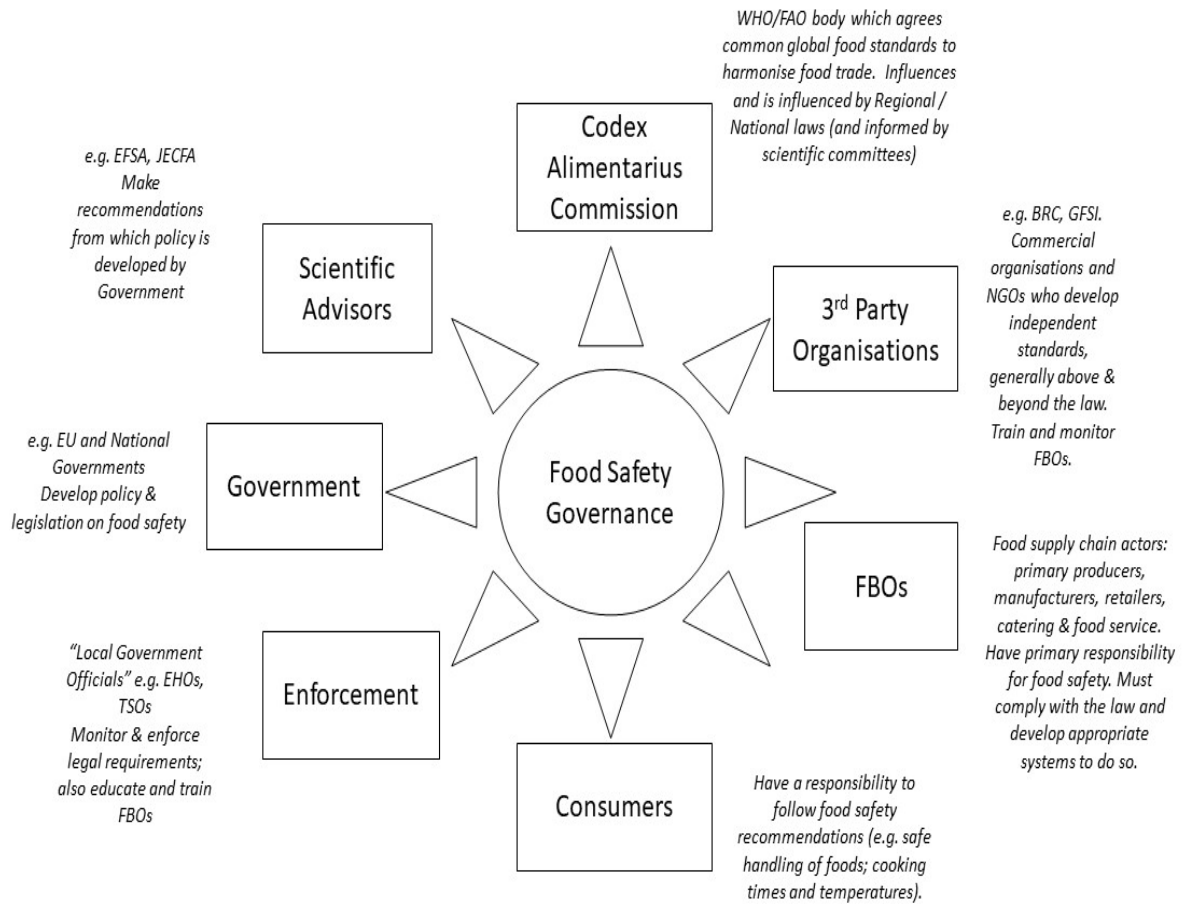 WHO/FAO body which agrees
common global food standards to
harmonise food trade. Influences
and is influenced by Regional /
National laws (and informed by
scientific committees)
Codex
Alimentarius
Commission
e.g. EFSA, JECFA
Make
recommendations
from which policy is
developed by
Government
Scientific
Advisors
3rd Party
Organisations
e.g. BRC, GFSI.
Commercial
organisations and
NGOs who develop
independent
standards,
generally above &
beyond the law.
Train and monitor
FBOs.
e.g. EU and National
Governments
Develop policy &
legislation on food safety
Government
Food Safety
Governance
FBOs
Food supply chain actors:
primary producers,
manufacturers, retailers,
catering & food service.
Have primary responsibility
for food safety. Must
comply with the law and
develop appropriate
systems to do so.
“Local Government
Officials” e.g. EHOs,
TSOs
Monitor & enforce
legal requirements;
also educate and train
FBOs
Enforcement
Consumers
Have a responsibility to
follow food safety
recommendations (e.g. safe
handling of foods; cooking
times and temperatures).